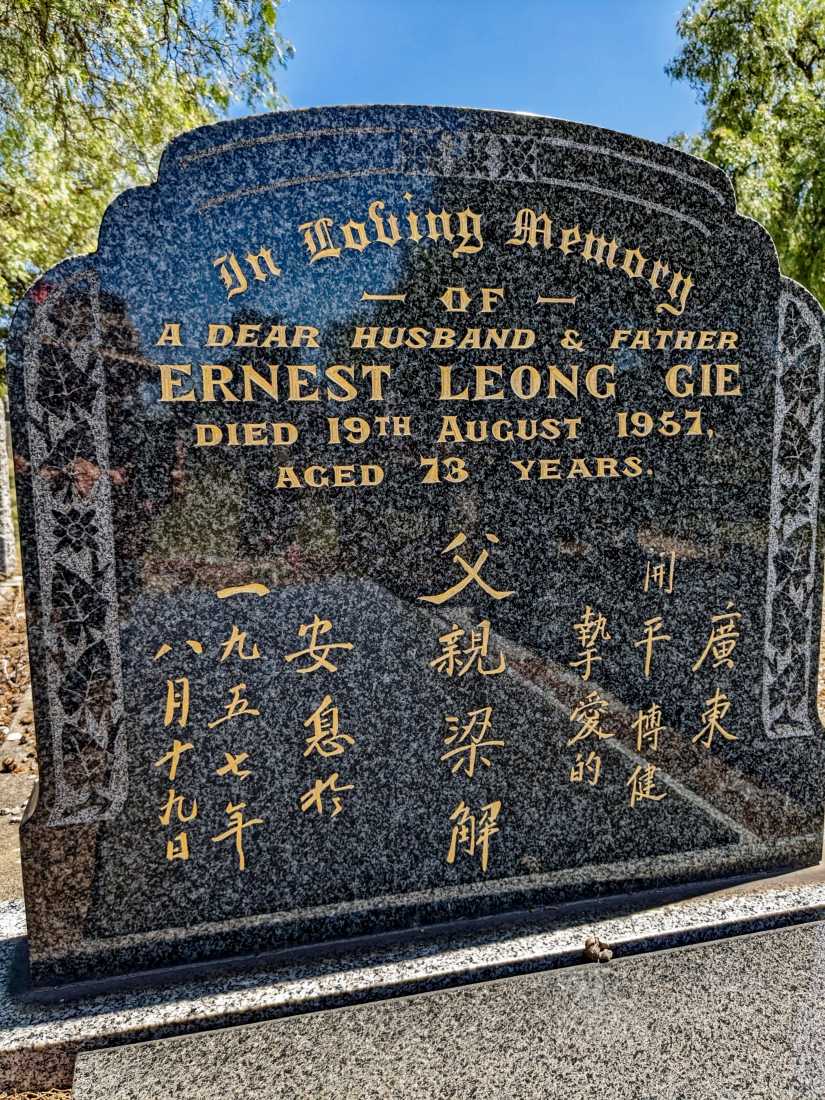 In Loving Memory
— OF —
A DEAR HUSBAND & FATHER
ERNEST LEONG GIE
DIED 19TH AUGUST 1957,
AGED 73 YEARS.
廣東
開平博健
摯愛的
父親梁解
安息於
一九五七年
八月十九日